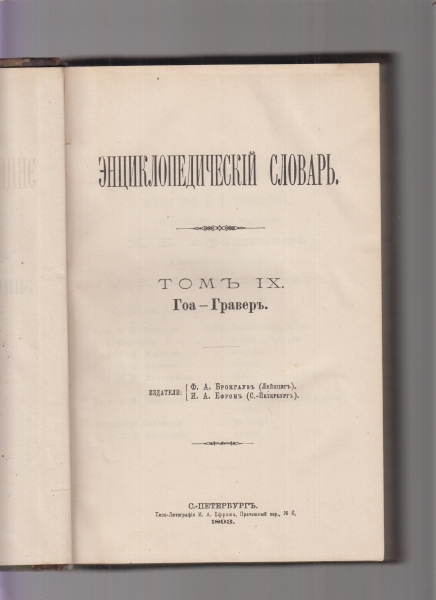 ЭНЦИКЛОПЕДИЧЕСКІЙ СЛОВАРЬ.
ТОМЪ IX.
Гоа — Граверъ.
ИЗДАТЕЛИ:
Ф. А. Брокгаузъ (Лейпцигъ).
И. А. Ефронъ (С.-Петербургъ).
С.-ПЕТЕРБУРГЪ.
Типо-Литографія И. А. Ефрона, Прачешный пер., № 6.
1893.